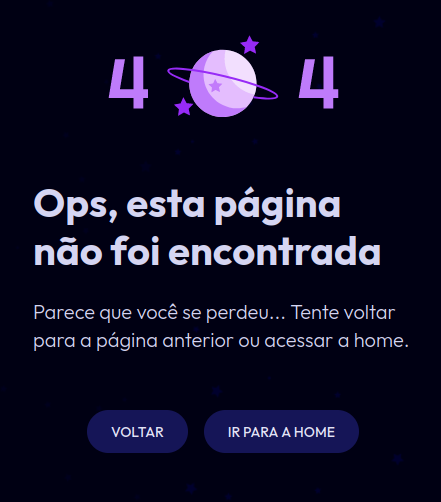 4 4
Ops, esta página
não foi encontrada
Parece que você se perdeu... Tente voltar
para a página anterior ou acessar a home.
VOLTAR IR PARA A HOME